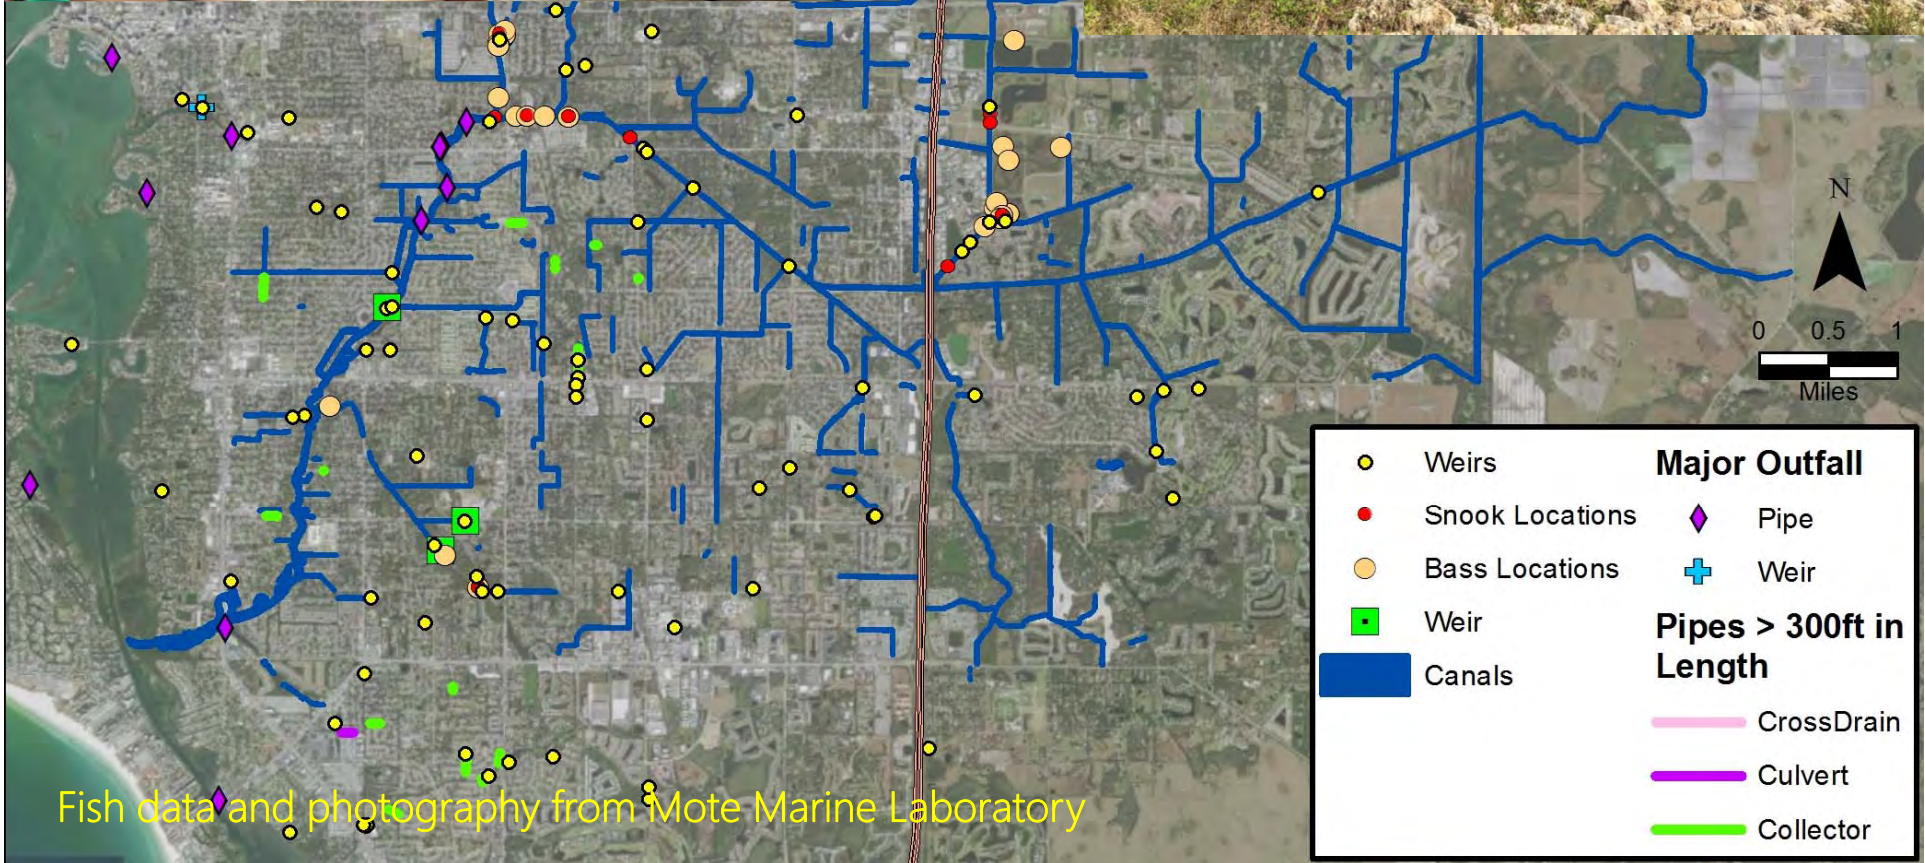 N
0 0.5 1
Miles
Weirs
Snook Locations
Bass Locations
Weir
Canals
Major Outfall
Pipe
Weir
Pipes > 300ft in
Length
CrossDrain
Culvert
Collector
Fish data and photography from Mote Marine Laboratory